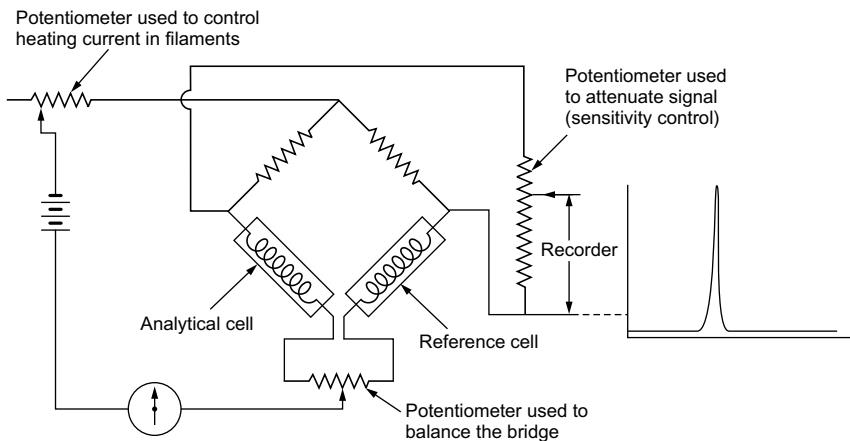 Potentiometer used to control
heating current in filaments
Potentiometer used
to attenuate signal
(sensitivity control)
Recorder
Analytical cell
Reference cell
Potentiometer used to
balance the bridge